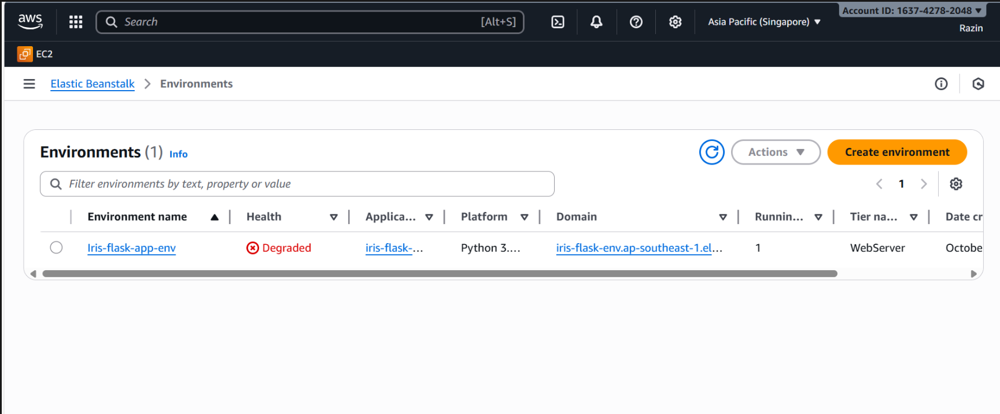 aws
Search [Alt+S]
Asia Pacific (Singapore) ▼
Account ID: 1637-4278-2048 ▼
Razin
EC2
Elastic Beanstalk > Environments
Environments (1) Info
Actions ▼
Create environment
Filter environments by text, property or value
< 1 >
Environment name Health Applica... Platform Domain Runnin... Tier na... Date cr
Iris-flask-app-env Degraded iris-flask-... Python 3.... iris-flask-env.ap-southeast-1.el... 1 WebServer Octobe